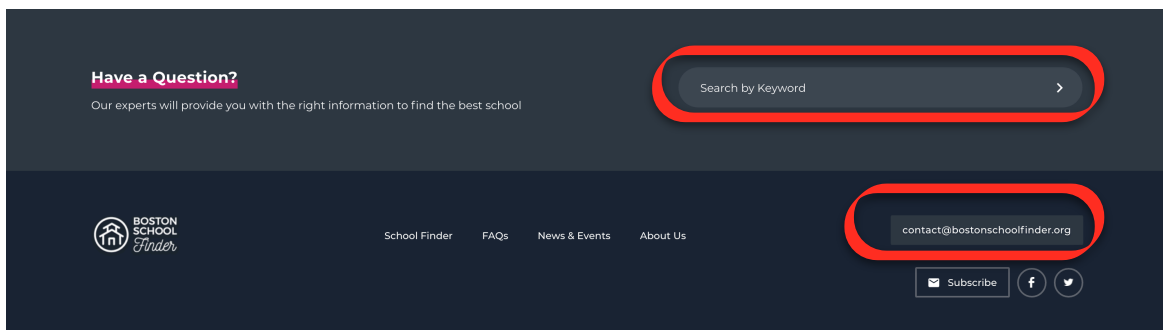 Have a Question?
Our experts will provide you with the right information to find the best school
Search by Keyword
BOSTON
SCHOOL
Finder
School Finder FAQs News & Events About Us
contact@bostonschoolfinder.org
Subscribe